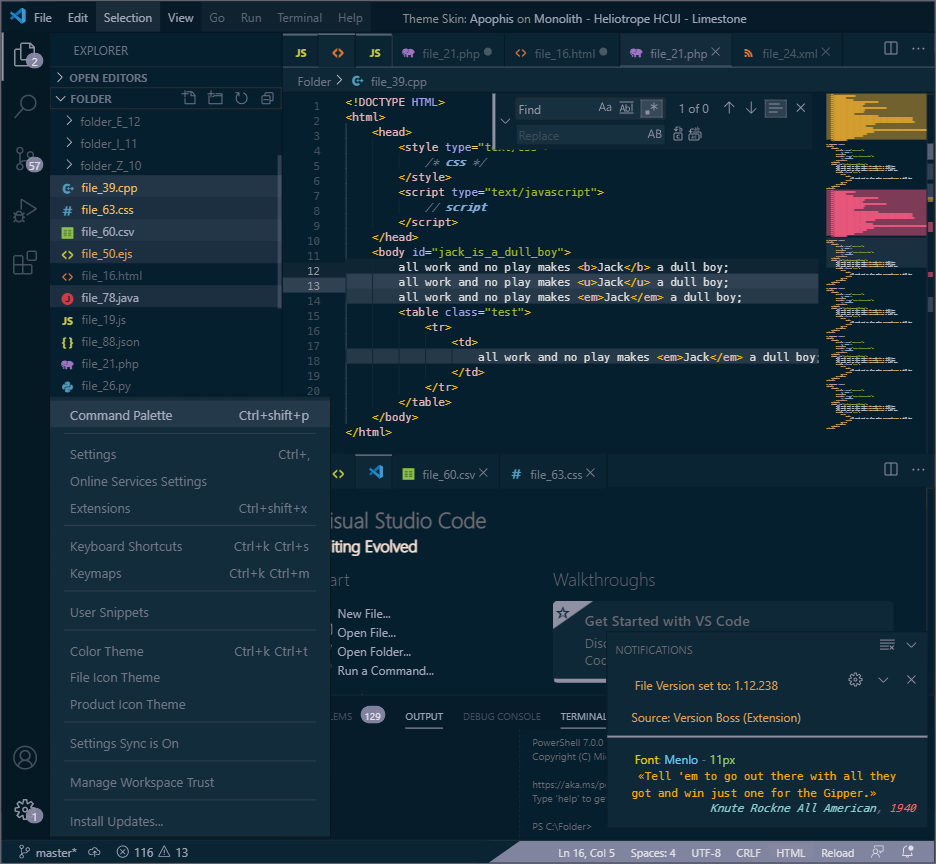 File Edit Selection View Go Run Terminal Help Theme Skin: Apophis on Monolith - Heliotrope HCUI - Limestone
2
57
EXPLORER
OPEN EDITORS
FOLDER
folder_E_12
folder_I_11
folder_Z_10
file_39.cpp
file_63.css
file_60.csv
file_50.ejs
file_16.html
file_78.java
JS file_19.js
file_88.json
file_21.php
file_26.py
JS JS file_21.php file_16.html file_21.php file_24.xml
Folder > file_39.cpp
Find Aa Abl .* 1 of 0
Replace AB
1 <!DOCTYPE HTML>
2 <html>
3 <head>
4 <style type="text/css">
5 /* css */
6 </style>
7 <script type="text/javascript">
8 // script
9 </script>
10 </head>
11 <body id="jack_is_a_dull_boy">
12 all work and no play makes <b>Jack</b> a dull boy;
13 all work and no play makes <u>Jack</u> a dull boy;
14 all work and no play makes <em>Jack</em> a dull boy;
15 <table class="test">
16 <tr>
17 <td>
18 all work and no play makes <em>Jack</em> a dull boy;
19 </td>
20 </tr>
</table>
</body>
</html>
Command Palette Ctrl+shift+p
Settings Ctrl+,
Online Services Settings
Extensions Ctrl+shift+x
Keyboard Shortcuts Ctrl+k Ctrl+s
Keymaps Ctrl+k Ctrl+m
User Snippets
Color Theme Ctrl+k Ctrl+t
File Icon Theme
Product Icon Theme
Settings Sync is On
Manage Workspace Trust
Install Updates...
1
file_60.csv # file_63.css
isual Studio Code
iting Evolved
art
New File...
Open File...
Open Folder...
Run a Command...
Walkthroughs
Get Started with VS Code
Disc
Coc
LEMS 129 OUTPUT DEBUG CONSOLE TERMINAL
PowerShell 7.0.0
Copyright (C) Mi
https://aka.ms/p
Type 'help' to ge
PS C:\Folder>
NOTIFICATIONS
File Version set to: 1.12.238
Source: Version Boss (Extension)
Font: Menlo - 11px
«Tell 'em to go out there with all they
got and win just one for the Gipper.»
Knute Rockne All American, 1940
master* 116 13 Ln 16, Col 5 Spaces: 4 UTF-8 CRLF HTML Reload